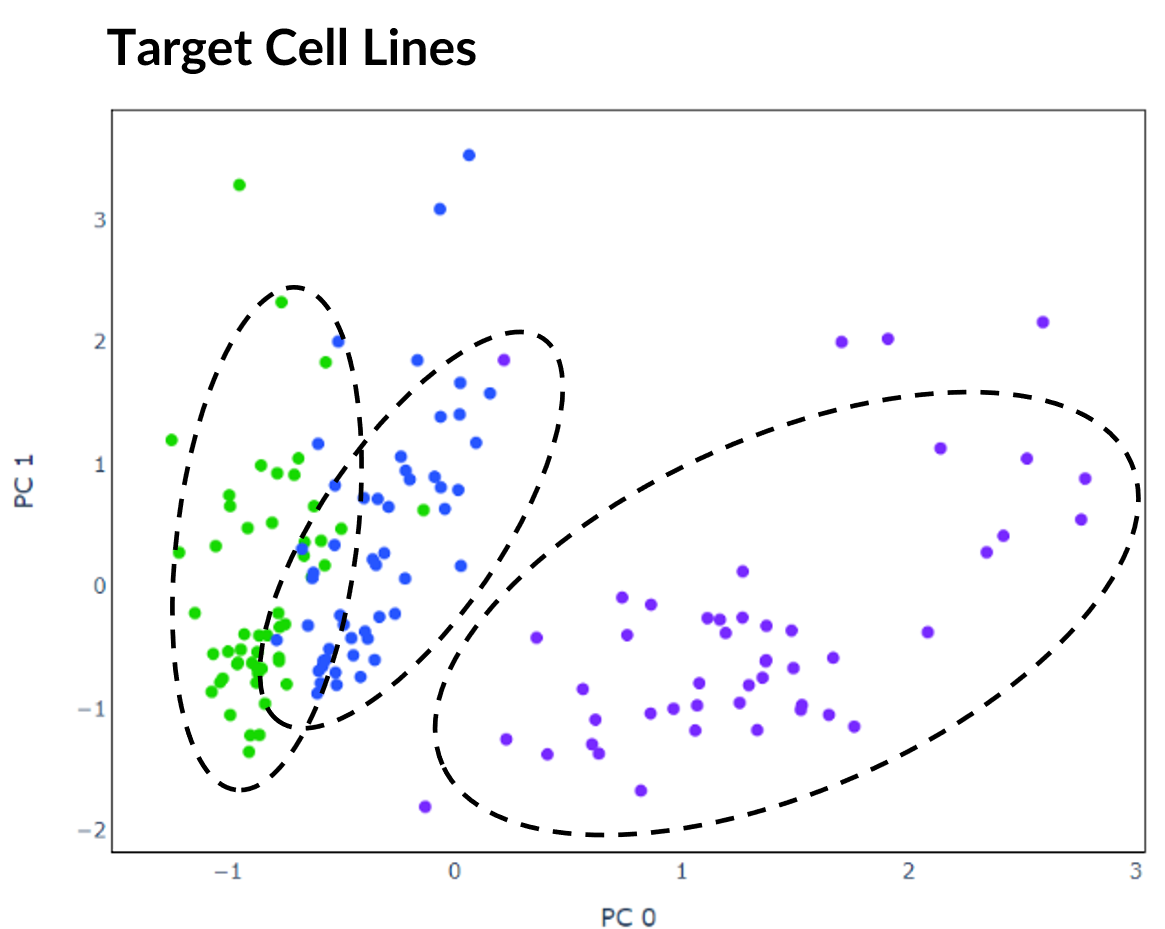 Target Cell Lines
3
2
1
0
−1
−2
PC 1
−1 0 1 2 3
PC 0